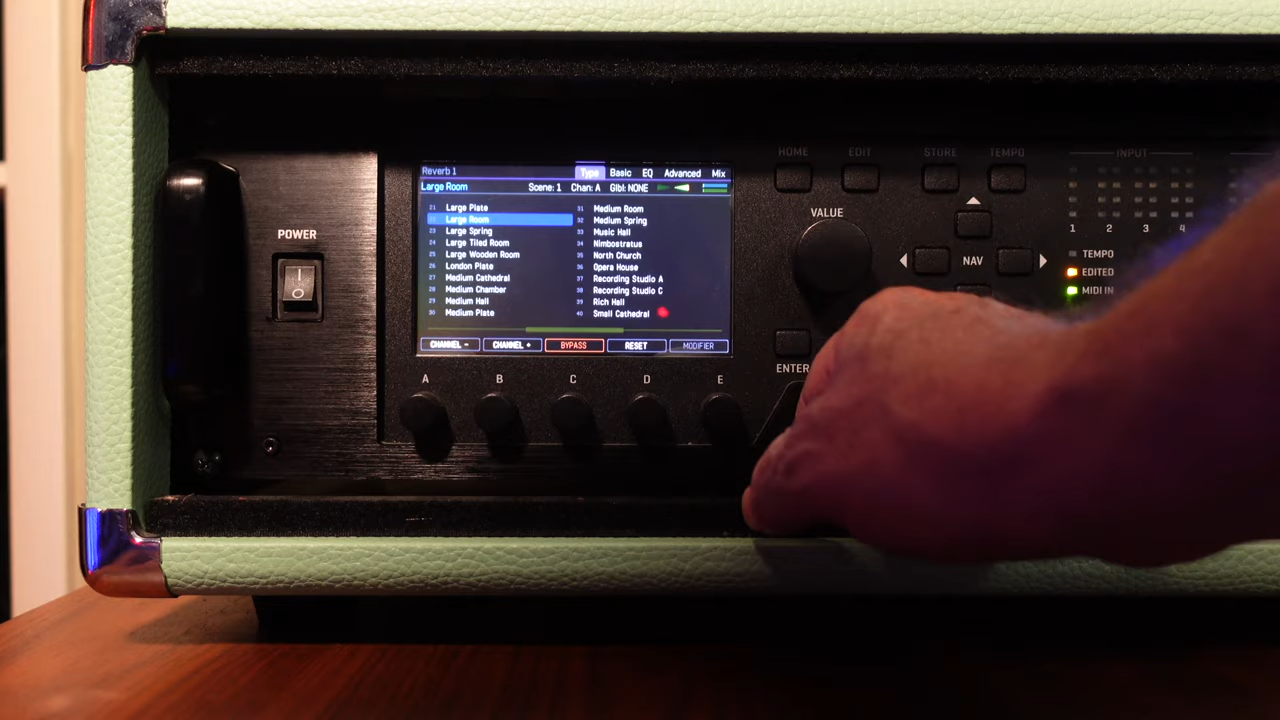 Reverb 1 Type Basic EQ Advanced Mix
Large Room Scene: 1 Chan: A Glbl: NONE
21 Large Plate
22 Large Room
23 Large Spring
24 Large Tiled Room
25 Large Wooden Room
26 London Plate
27 Medium Cathedral
28 Medium Chamber
29 Medium Hall
30 Medium Plate
31 Medium Room
32 Medium Spring
33 Music Hall
34 Nimbostratus
35 North Church
36 Opera House
37 Recording Studio A
38 Recording Studio C
39 Rich Hall
40 Small Cathedral
CHANNEL - CHANNEL + BYPASS RESET MODIFIER
A B C D E
POWER
I
O
HOME EDIT STORE TEMPO
VALUE
NAV
ENTER
INPUT
1 2 3 4
TEMPO
EDITED
MIDI IN